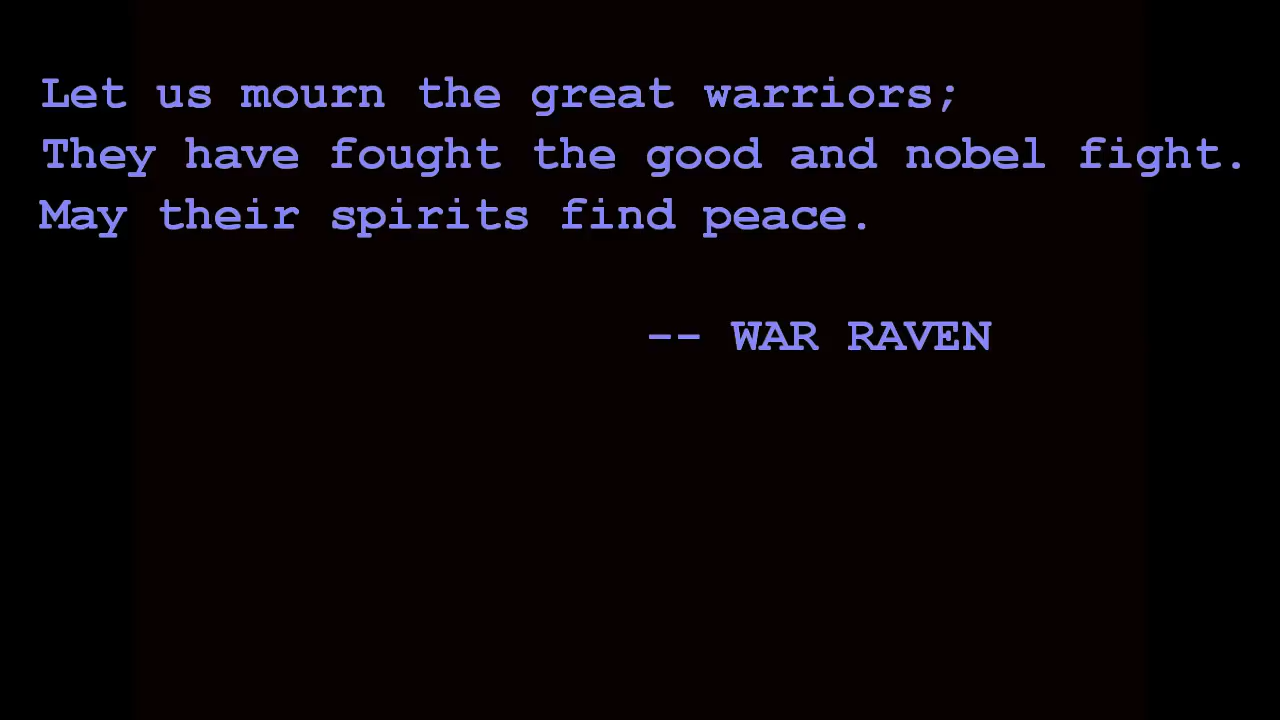 Let us mourn the great warriors;
They have fought the good and nobel fight.
May their spirits find peace.
-- WAR RAVEN